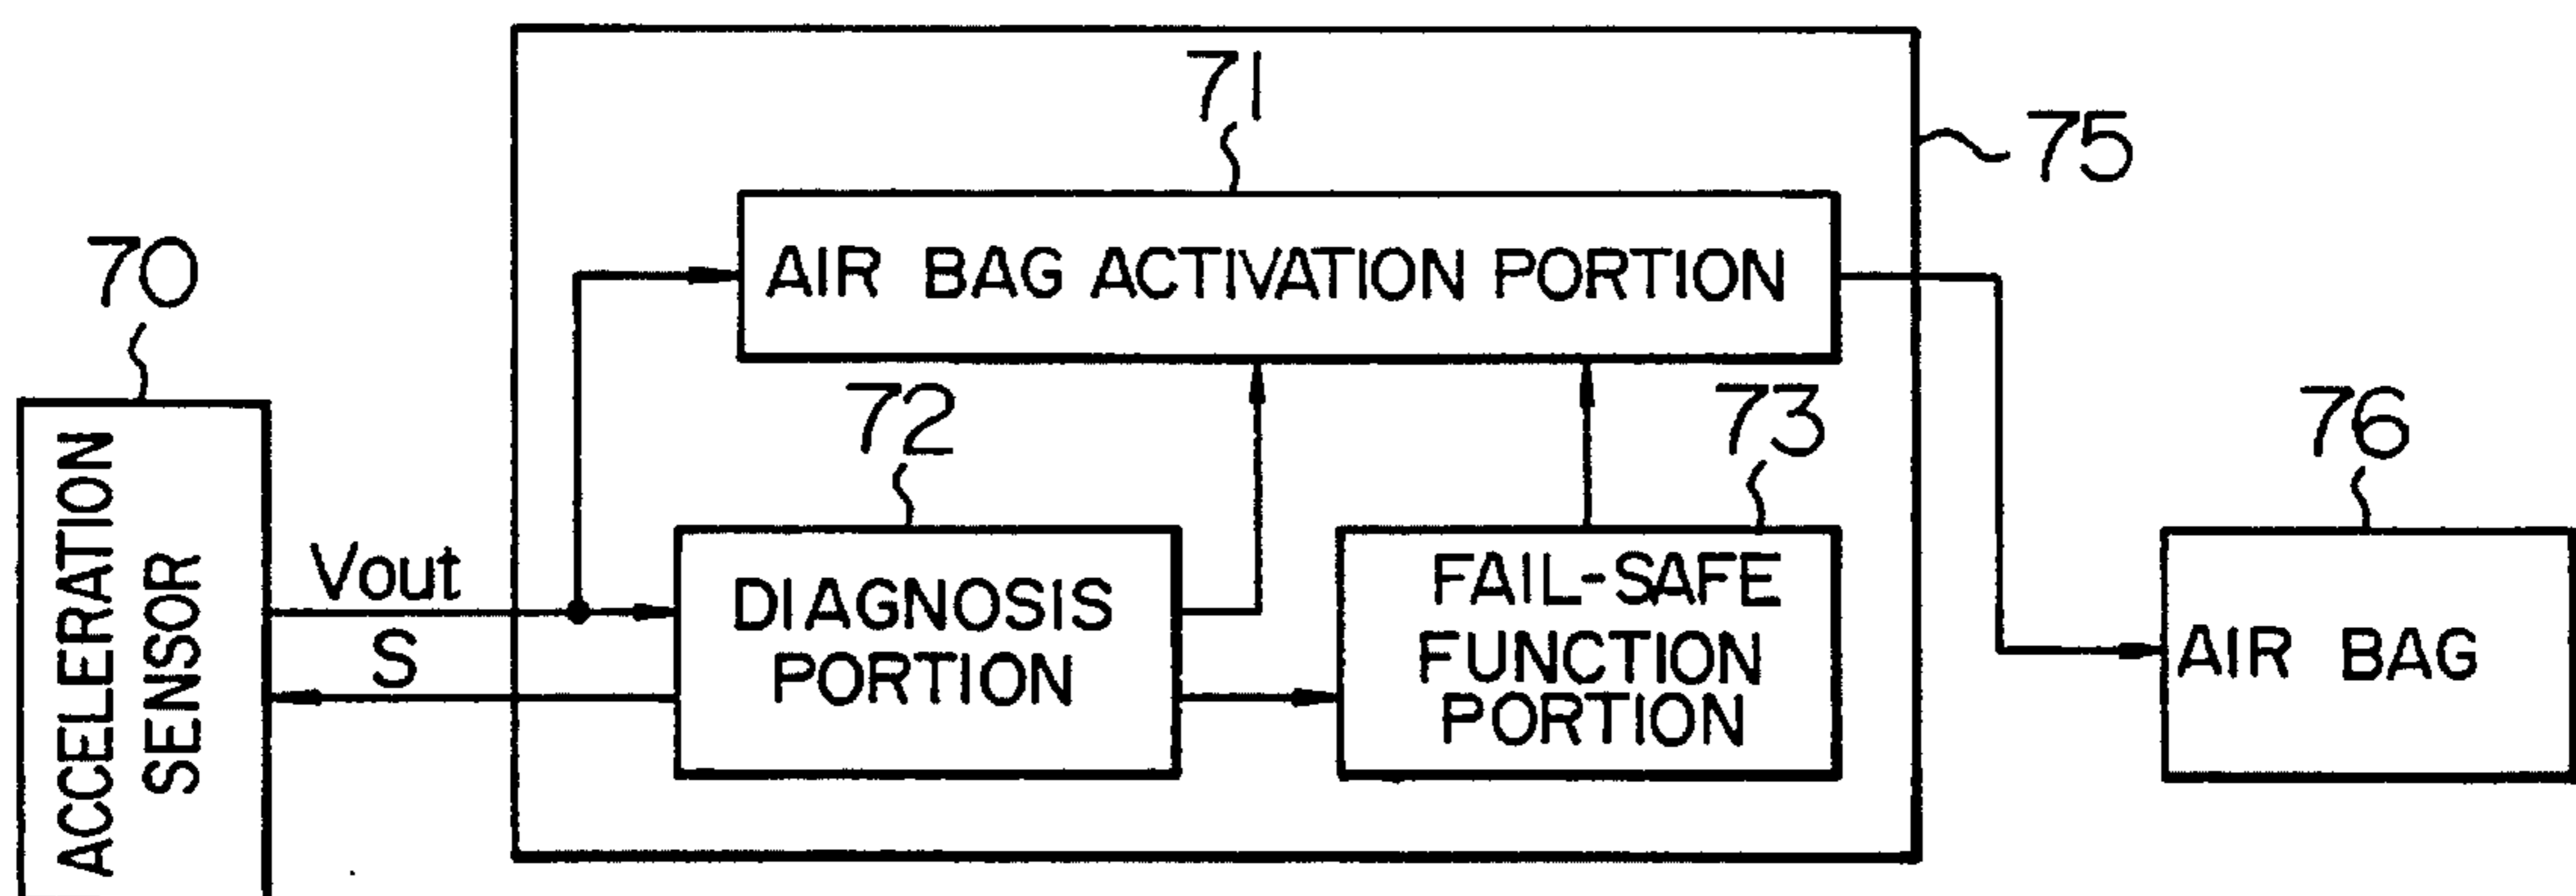 71
75
AIR BAG ACTIVATION PORTION
70
72
73
76
ACCELERATION
SENSOR
Vout
S
DIAGNOSIS
PORTION
FAIL-SAFE
FUNCTION
PORTION
AIR BAG